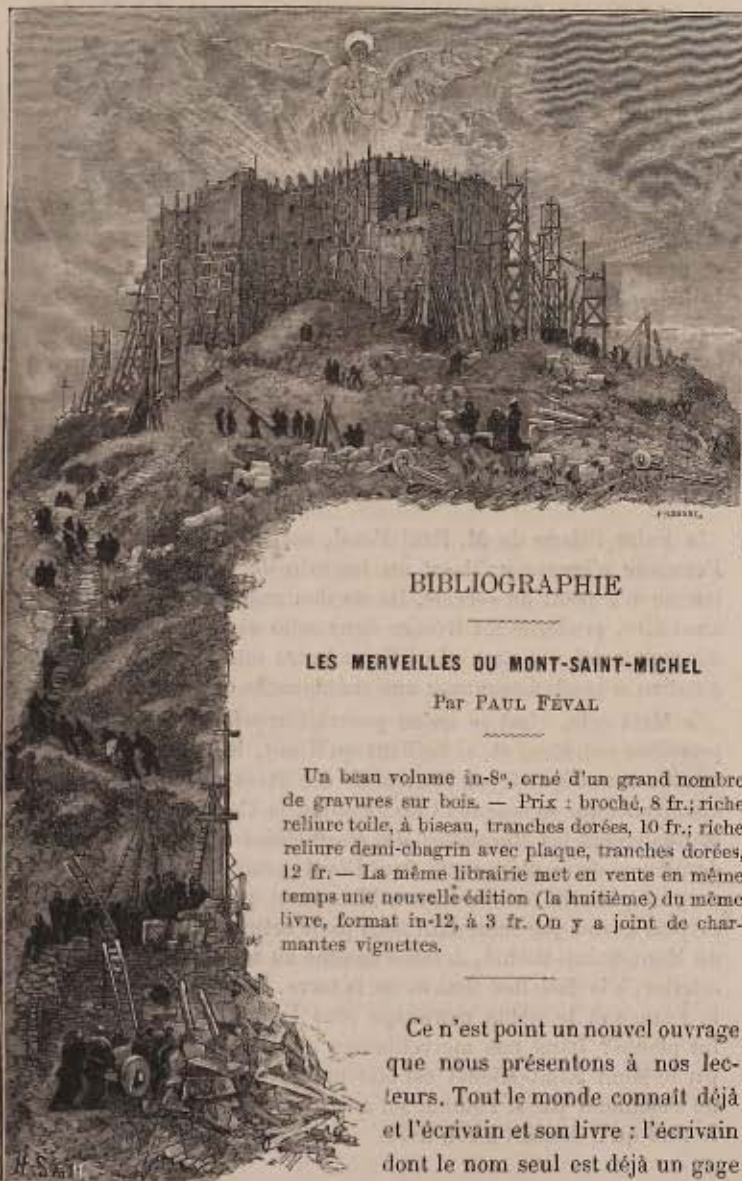 BIBLIOGRAPHIE
LES MERVEILLES DU MONT-SAINT-MICHEL
Par PAUL FÉVAL
Un beau volume in-8º, orné d'un grand nombre
de gravures sur bois. — Prix : broché, 8 fr.; riche
reliure toile, à biseau, tranches dorées, 10 fr.; riche
reliure demi-chagrin avec plaque, tranches dorées,
12 fr. — La même librairie met en vente en même
temps une nouvelle édition (la huitième) du même
livre, format in-12, à 3 fr. On y a joint de char-
mantes vignettes.
Ce n'est point un nouvel ouvrage
que nous présentons à nos lec-
teurs. Tout le monde connaît déjà
et l'écrivain et son livre : l'écrivain
dont le nom seul est déjà un gage